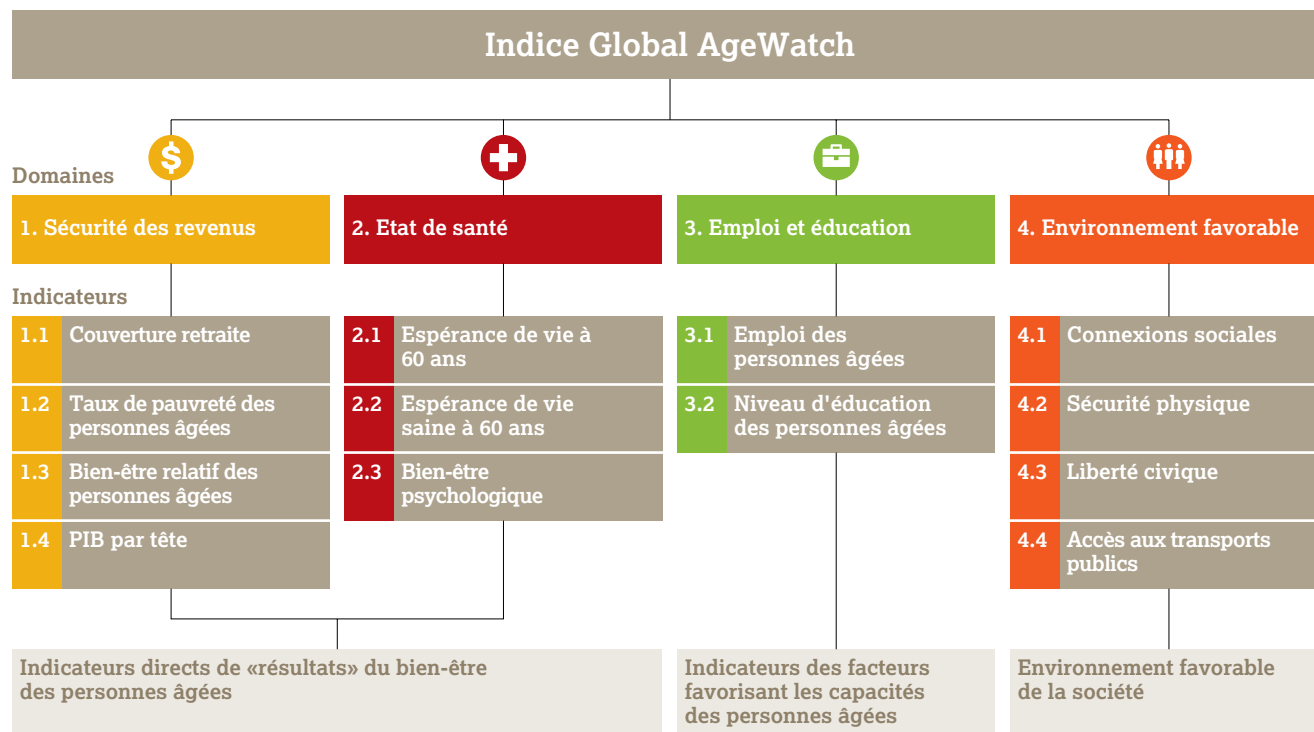 Indice Global AgeWatch
$
Domaines
1. Sécurité des revenus
2. Etat de santé
3. Emploi et éducation
4. Environnement favorable
Indicateurs
1.1 Couverture retraite
1.2 Taux de pauvreté des
personnes âgées
1.3 Bien-être relatif des
personnes âgées
1.4 PIB par tête
2.1 Espérance de vie à
60 ans
2.2 Espérance de vie
saine à 60 ans
2.3 Bien-être
psychologique
3.1 Emploi des
personnes âgées
3.2 Niveau d'éducation
des personnes âgées
4.1 Connexions sociales
4.2 Sécurité physique
4.3 Liberté civique
4.4 Accès aux transports
publics
Indicateurs directs de «résultats» du bien-être
des personnes âgées
Indicateurs des facteurs
favorisant les capacités
des personnes âgées
Environnement favorable
de la société